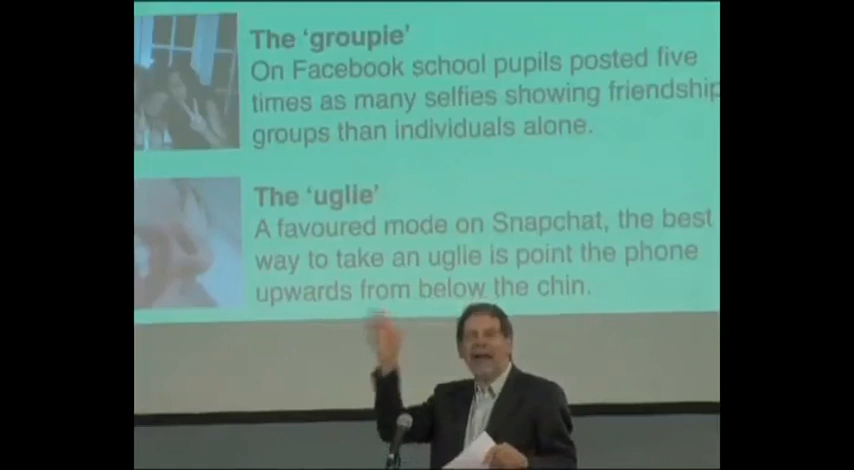 The ‘groupie’
On Facebook school pupils posted five
times as many selfies showing friendship
groups than individuals alone.
The ‘uglie’
A favoured mode on Snapchat, the best
way to take an uglie is point the phone
upwards from below the chin.